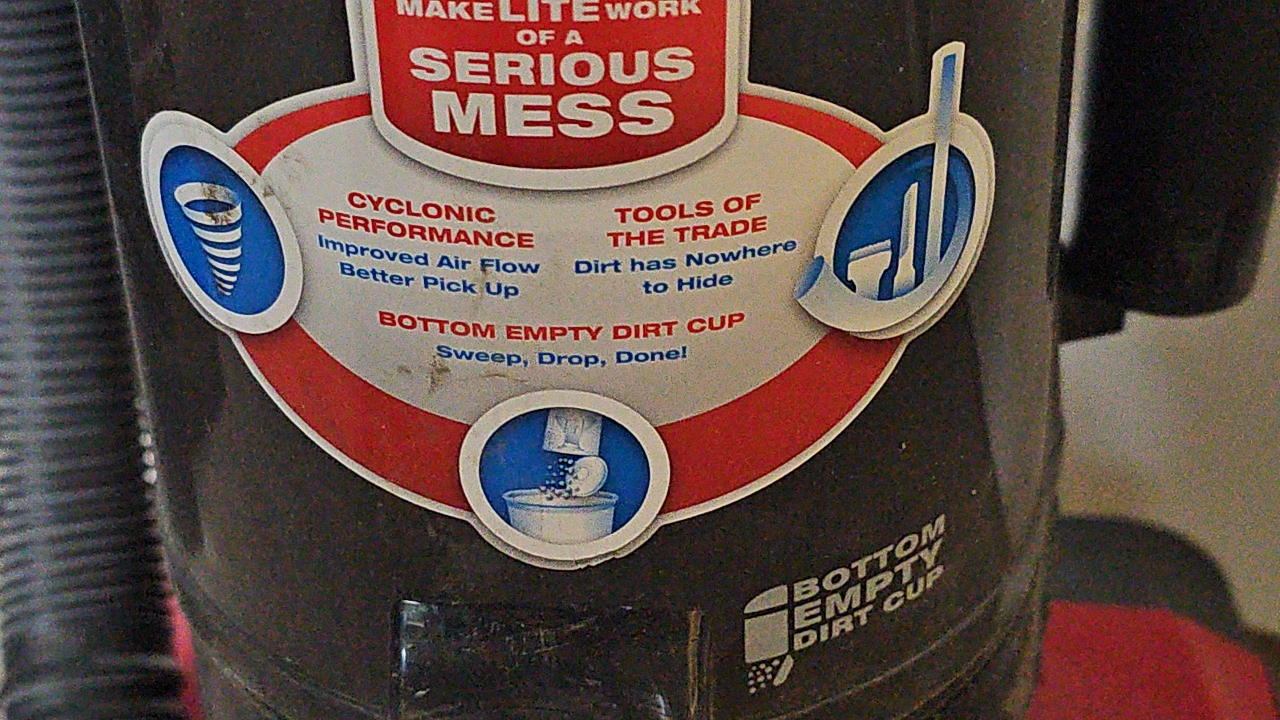 MAKE LITE WORK
OF A
SERIOUS
MESS
CYCLONIC
PERFORMANCE
Improved Air Flow
Better Pick Up
TOOLS OF
THE TRADE
Dirt has Nowhere
to Hide
BOTTOM EMPTY DIRT CUP
Sweep, Drop, Done!
BOTTOM
EMPTY
DIRT CUP